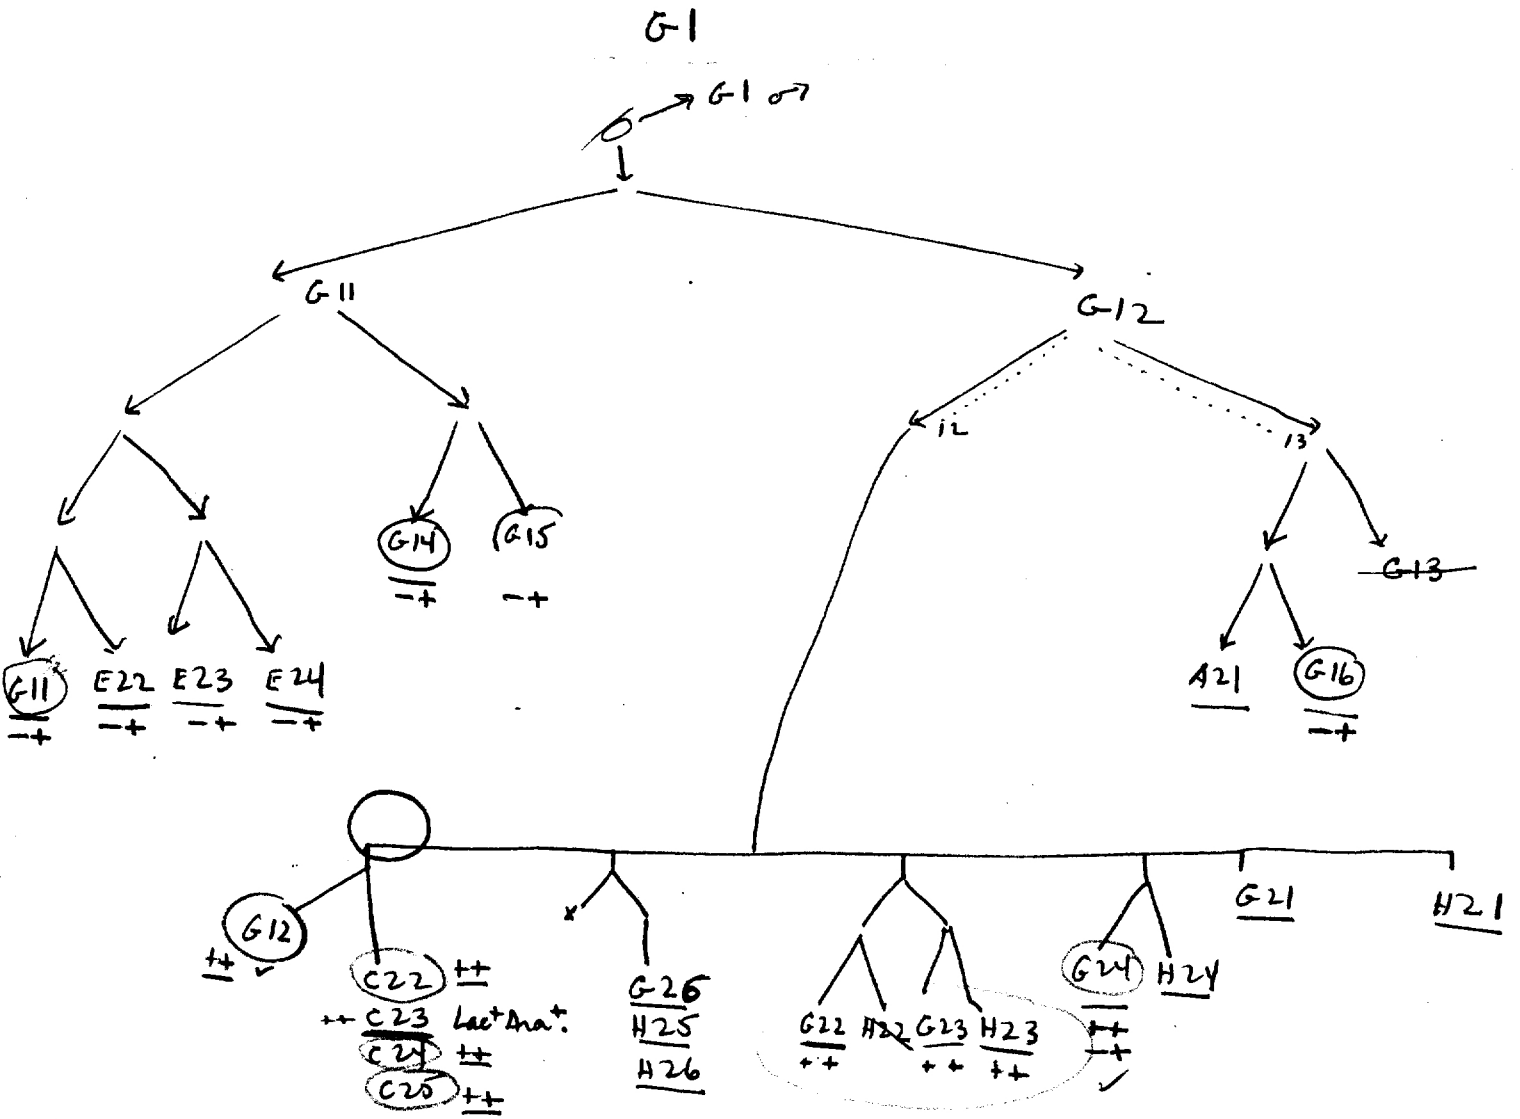 G1
G1 ♂
G11
G12
12
13
G14
G15
-+
-+
G13
G11
E22
E23
E24
-+
-+
-+
-+
A21
G16
-+
G12
++ ✓
C22 ++
++ C23 Lac+ Ara+.
C24 ++
C25 ++
x
G26
H25
H26
G22 H22 G23 H23
++ ++ ++
G24 H24
++
-+
✓
G21
H21